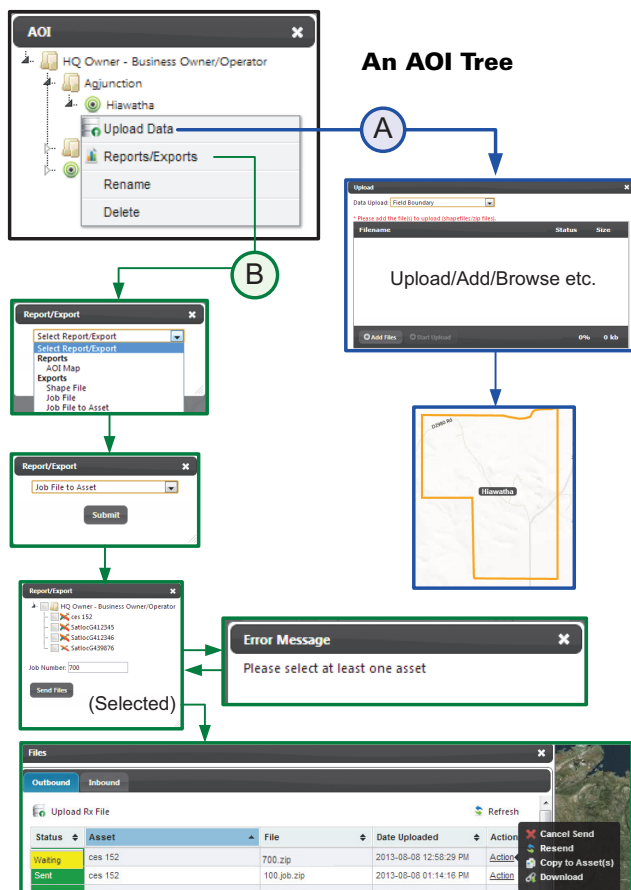 AOI
An AOI Tree
HQ Owner - Business Owner/Operator
Agjunction
Hiawatha
Upload Data
Reports/Exports
Rename
Delete
A
B
Upload
Data Upload: Field Boundary
* Please add the file(s) to upload (shapefiles/zip files).
Filename Status Size
Upload/Add/Browse etc.
Add Files Start Upload 0% 0 kb
Report/Export
Select Report/Export
Select Report/Export
Reports
AOI Map
Exports
Shape File
Job File
Job File to Asset
Hiawatha
Report/Export
Job File to Asset
Submit
Report/Export
HQ Owner - Business Owner/Operator
ces 152
SatlocG412345
SatlocG412346
SatlocG439876
Job Number: 700
Send Files
(Selected)
Error Message
Please select at least one asset
Files
Outbound Inbound
Upload Rx File Refresh
Status Asset File Date Uploaded Action
Waiting ces 152 700.zip 2013-08-08 12:58:29 PM Action
Sent ces 152 100.job.zip 2013-08-08 01:14:16 PM Action
Cancel Send
Resend
Copy to Asset(s)
Download